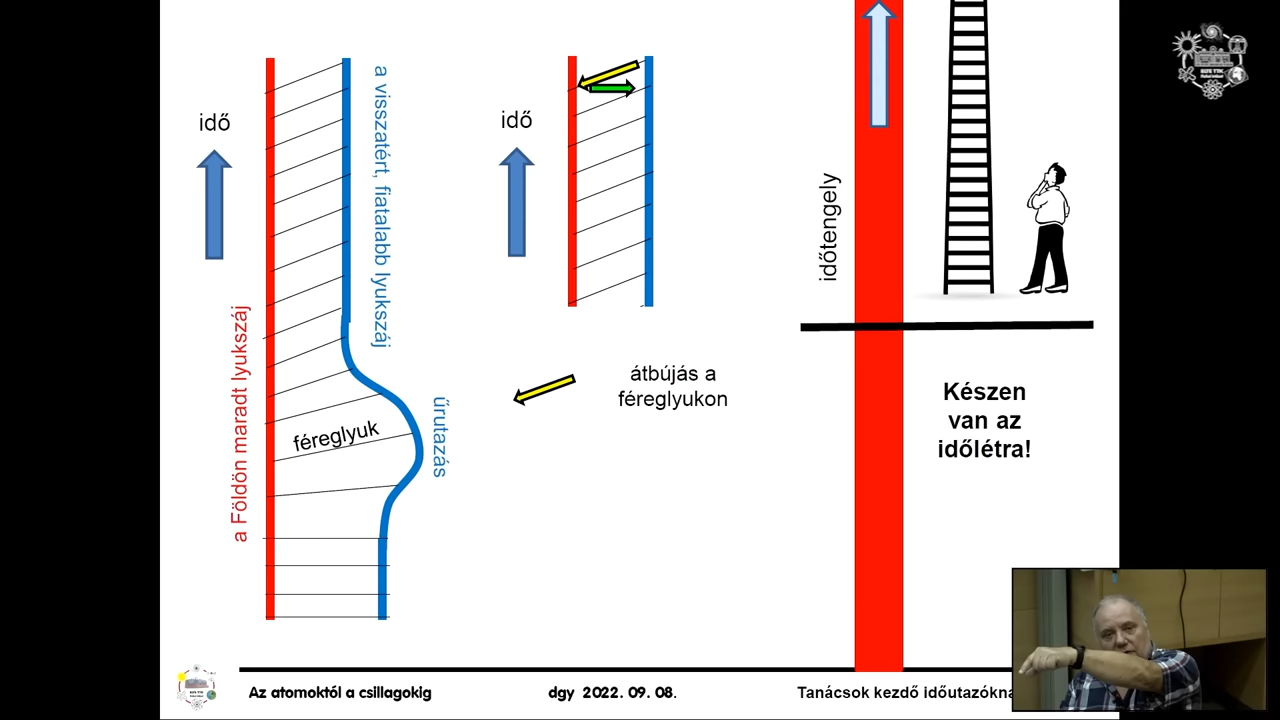 idő
a Földön maradt lyukszáj
a visszatért, fiatalabb lyukszáj
féreglyuk
űrutazás
idő
átbújás a
féreglyukon
időtengely
Készen
van az
időlétra!
Az atomoktól a csillagokig
dgy 2022. 09. 08.
Tanácsok kezdő